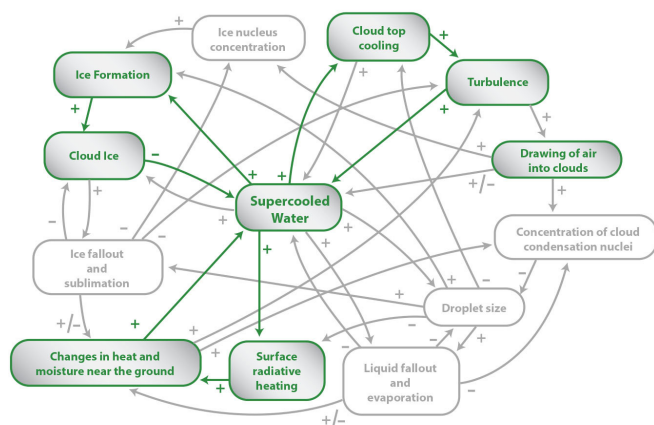 Ice nucleus
concentration
Cloud top
cooling
+
+
+
Ice Formation
+
Turbulence
+
+
+
+
Cloud Ice
–
+
Drawing of air
into clouds
+
–
+
+
+/–
+
Supercooled
Water
+
+
+
Concentration of cloud
condensation nuclei
–
–
–
Ice fallout
and
sublimation
+
–
–
+
Droplet size
+/–
+
+
+
–
–
–
+
Changes in heat and
moisture near the ground
+
Surface
radiative
heating
Liquid fallout
and
evaporation
–
+/–